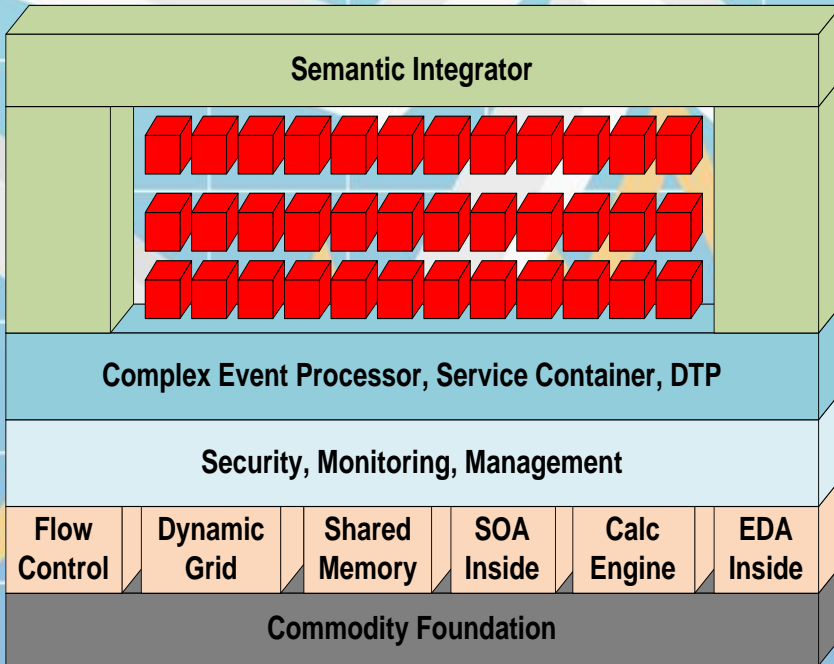 Semantic Integrator
Complex Event Processor, Service Container, DTP
Security, Monitoring, Management
Flow
Control
Dynamic
Grid
Shared
Memory
SOA
Inside
Calc
Engine
EDA
Inside
Commodity Foundation